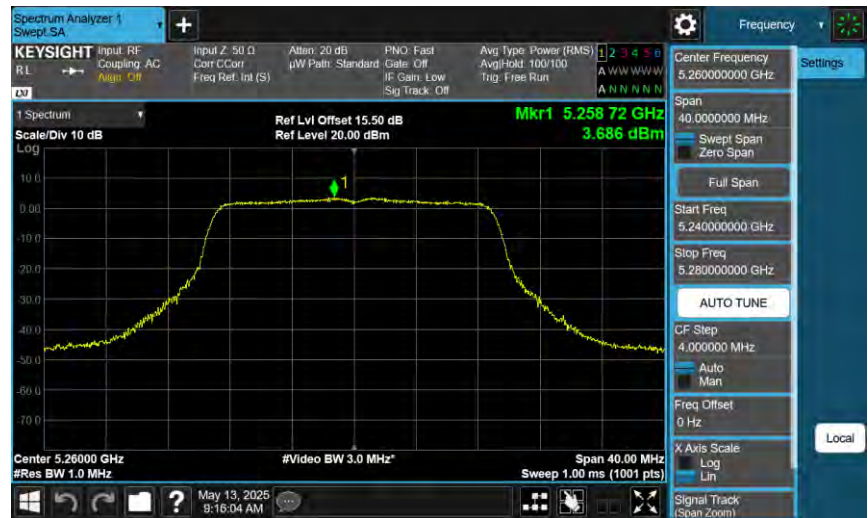 Spectrum Analyzer 1
Swept SA
Frequency
KEYSIGHT
Input: RF
Coupling: AC
Align: Off
Input Z: 50 Ω
Corr CCorr
Freq Ref: Int (S)
Atten: 20 dB
µW Path: Standard
PNO: Fast
Gate: Off
IF Gain: Low
Sig Track: Off
Avg Type: Power (RMS)
Avg|Hold: 100/100
Trig: Free Run
1 2 3 4 5 6
A W W W W W
A N N N N N
RL
LXI
Settings
Center Frequency
5.260000000 GHz
Span
40.0000000 MHz
Swept Span
Zero Span
Full Span
Start Freq
5.240000000 GHz
Stop Freq
5.280000000 GHz
AUTO TUNE
CF Step
4.000000 MHz
Auto
Man
Freq Offset
0 Hz
X Axis Scale
Log
Lin
Signal Track
(Span Zoom)
Local
1 Spectrum
Scale/Div 10 dB
Ref Lvl Offset 15.50 dB
Ref Level 20.00 dBm
Mkr1 5.258 72 GHz
3.686 dBm
Log
10.0
0.00
-10.0
-20.0
-30.0
-40.0
-50.0
-60.0
-70.0
1
Center 5.26000 GHz
#Video BW 3.0 MHz*
Span 40.00 MHz
#Res BW 1.0 MHz
Sweep 1.00 ms (1001 pts)
May 13, 2025
9:16:04 AM